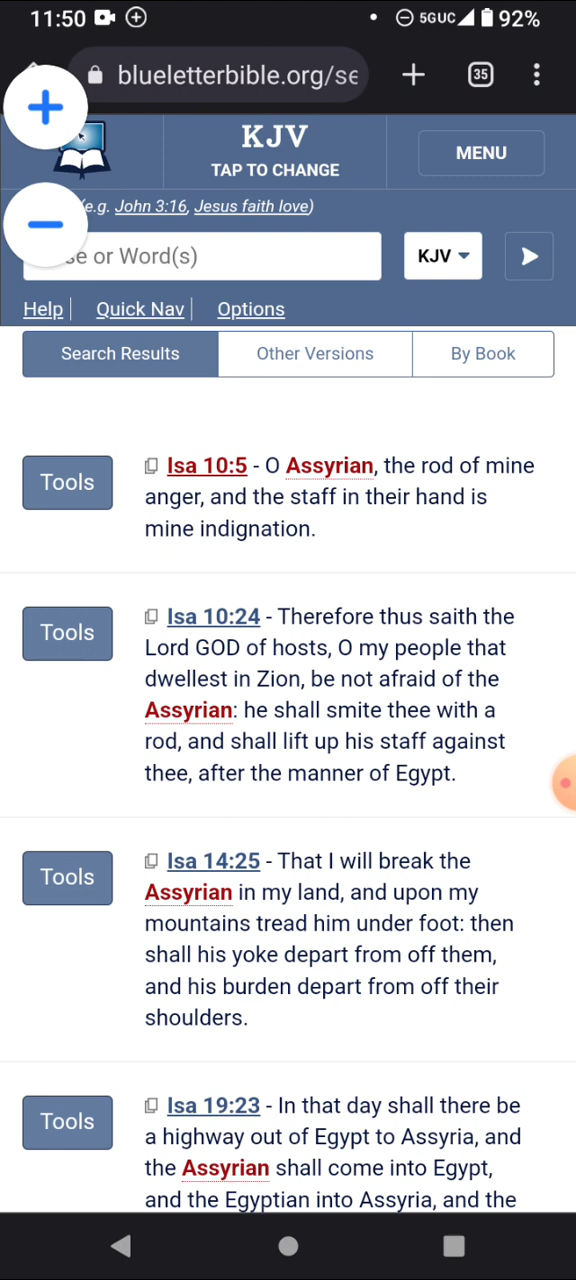 11:50
5GUC 92%
blueletterbible.org/se
35
KJV
TAP TO CHANGE
MENU
(e.g. John 3:16, Jesus faith love)
se or Word(s)
KJV
Help Quick Nav Options
Search Results Other Versions By Book
Tools
Isa 10:5 - O Assyrian, the rod of mine
anger, and the staff in their hand is
mine indignation.
Tools
Isa 10:24 - Therefore thus saith the
Lord GOD of hosts, O my people that
dwellest in Zion, be not afraid of the
Assyrian: he shall smite thee with a
rod, and shall lift up his staff against
thee, after the manner of Egypt.
Tools
Isa 14:25 - That I will break the
Assyrian in my land, and upon my
mountains tread him under foot: then
shall his yoke depart from off them,
and his burden depart from off their
shoulders.
Tools
Isa 19:23 - In that day shall there be
a highway out of Egypt to Assyria, and
the Assyrian shall come into Egypt,
and the Egyptian into Assyria, and the